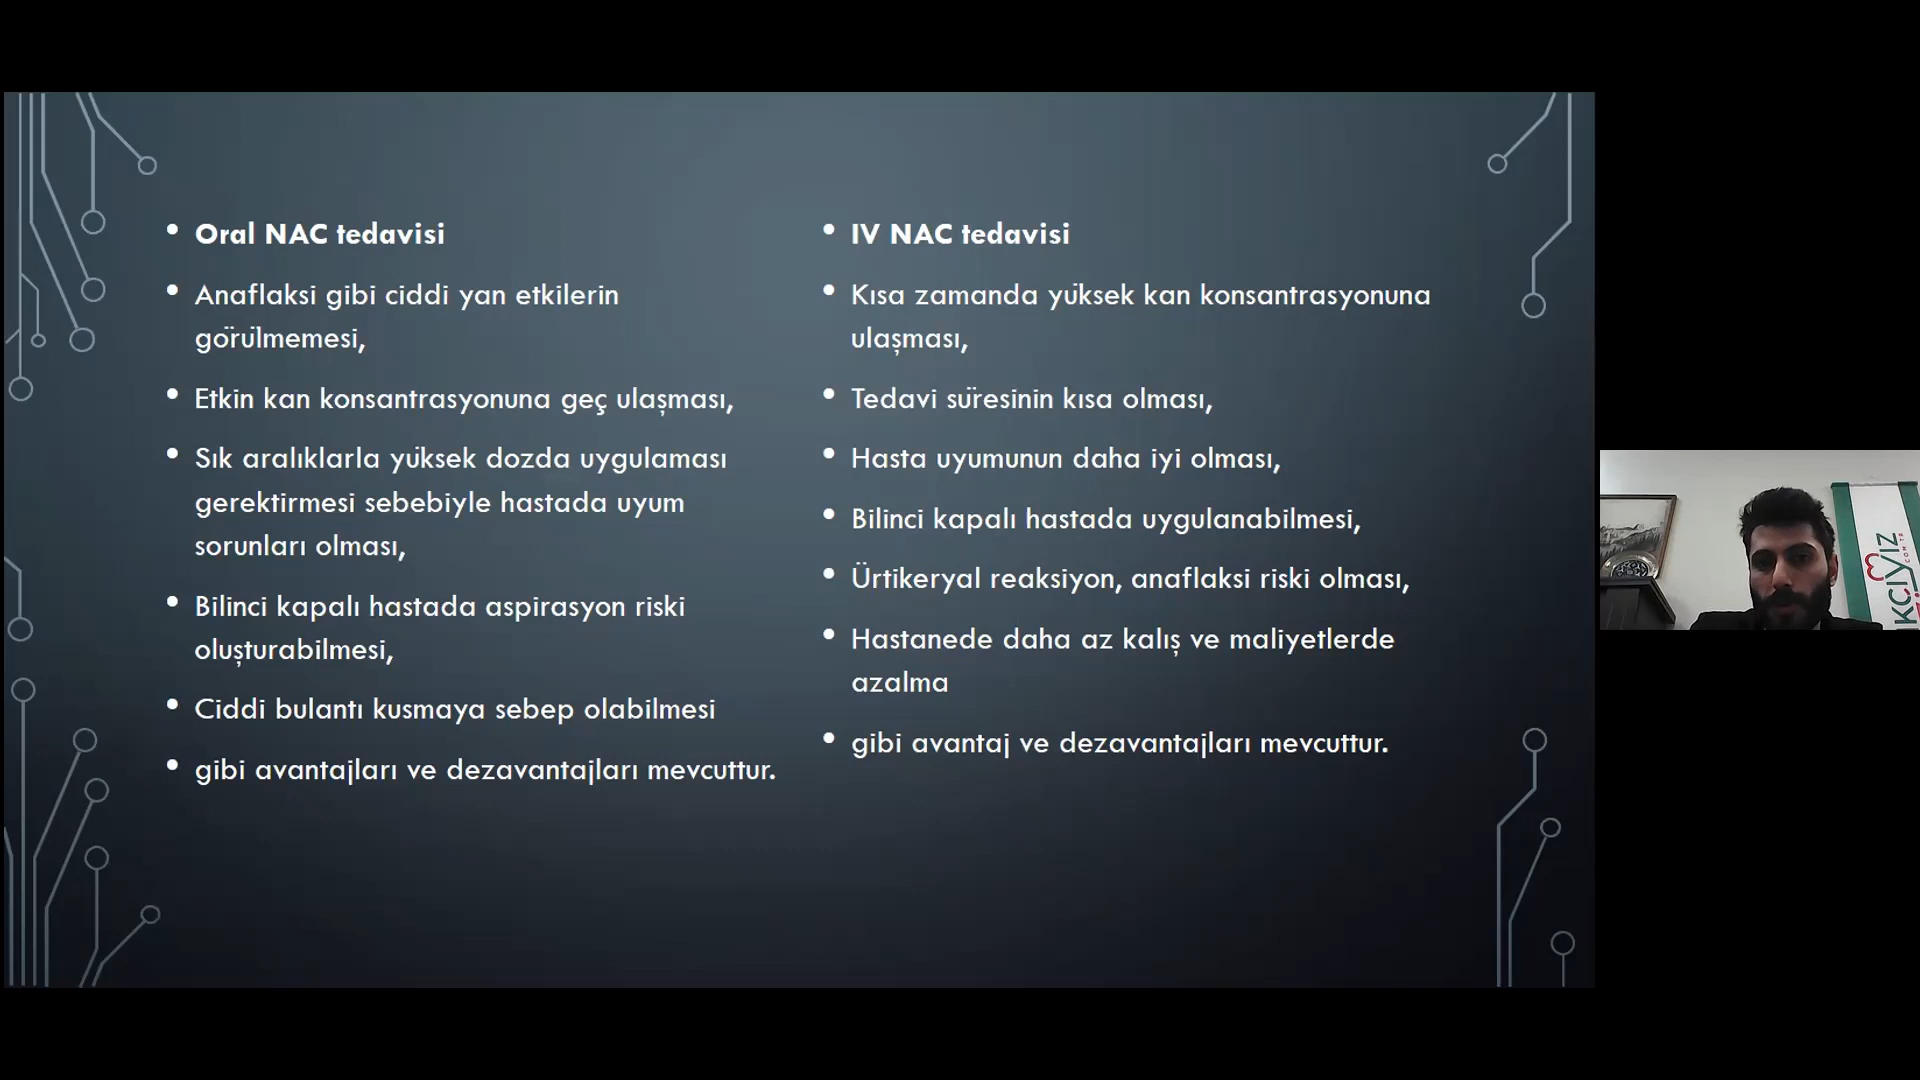 • Oral NAC tedavisi
• Anaflaksi gibi ciddi yan etkilerin
görülmemesi,
• Etkin kan konsantrasyonuna geç ulaşması,
• Sık aralıklarla yüksek dozda uygulaması
gerektirmesi sebebiyle hastada uyum
sorunları olması,
• Bilinci kapalı hastada aspirasyon riski
oluşturabilmesi,
• Ciddi bulantı kusmaya sebep olabilmesi
• gibi avantajları ve dezavantajları mevcuttur.
• IV NAC tedavisi
• Kısa zamanda yüksek kan konsantrasyonuna
ulaşması,
• Tedavi süresinin kısa olması,
• Hasta uyumunun daha iyi olması,
• Bilinci kapalı hastada uygulanabilmesi,
• Ürtikeryal reaksiyon, anaflaksi riski olması,
• Hastanede daha az kalış ve maliyetlerde
azalma
• gibi avantaj ve dezavantajları mevcuttur.
KCIYIZ